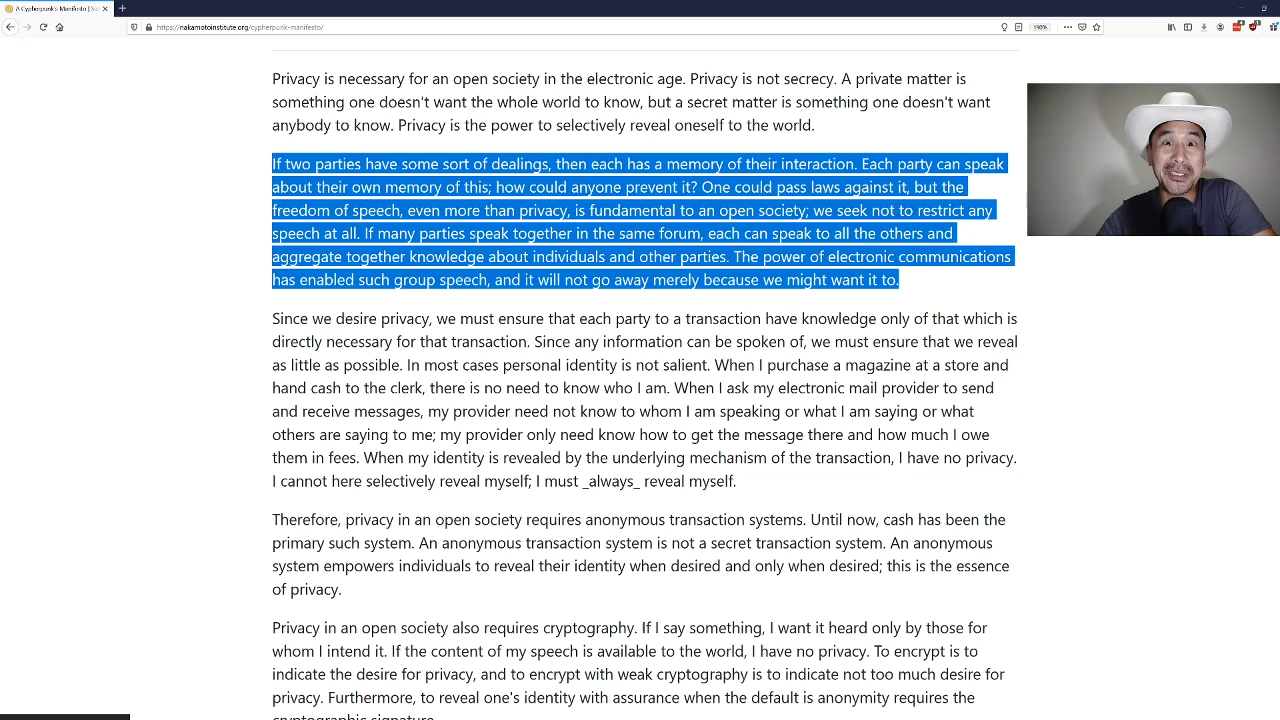 A Cypherpunk's Manifesto | Sat
https://nakamotoinstitute.org/cypherpunk-manifesto/
190%
Privacy is necessary for an open society in the electronic age. Privacy is not secrecy. A private matter is
something one doesn't want the whole world to know, but a secret matter is something one doesn't want
anybody to know. Privacy is the power to selectively reveal oneself to the world.
If two parties have some sort of dealings, then each has a memory of their interaction. Each party can speak
about their own memory of this; how could anyone prevent it? One could pass laws against it, but the
freedom of speech, even more than privacy, is fundamental to an open society; we seek not to restrict any
speech at all. If many parties speak together in the same forum, each can speak to all the others and
aggregate together knowledge about individuals and other parties. The power of electronic communications
has enabled such group speech, and it will not go away merely because we might want it to.
Since we desire privacy, we must ensure that each party to a transaction have knowledge only of that which is
directly necessary for that transaction. Since any information can be spoken of, we must ensure that we reveal
as little as possible. In most cases personal identity is not salient. When I purchase a magazine at a store and
hand cash to the clerk, there is no need to know who I am. When I ask my electronic mail provider to send
and receive messages, my provider need not know to whom I am speaking or what I am saying or what
others are saying to me; my provider only need know how to get the message there and how much I owe
them in fees. When my identity is revealed by the underlying mechanism of the transaction, I have no privacy.
I cannot here selectively reveal myself; I must _always_ reveal myself.
Therefore, privacy in an open society requires anonymous transaction systems. Until now, cash has been the
primary such system. An anonymous transaction system is not a secret transaction system. An anonymous
system empowers individuals to reveal their identity when desired and only when desired; this is the essence
of privacy.
Privacy in an open society also requires cryptography. If I say something, I want it heard only by those for
whom I intend it. If the content of my speech is available to the world, I have no privacy. To encrypt is to
indicate the desire for privacy, and to encrypt with weak cryptography is to indicate not too much desire for
privacy. Furthermore, to reveal one's identity with assurance when the default is anonymity requires the
cryptographic signature.